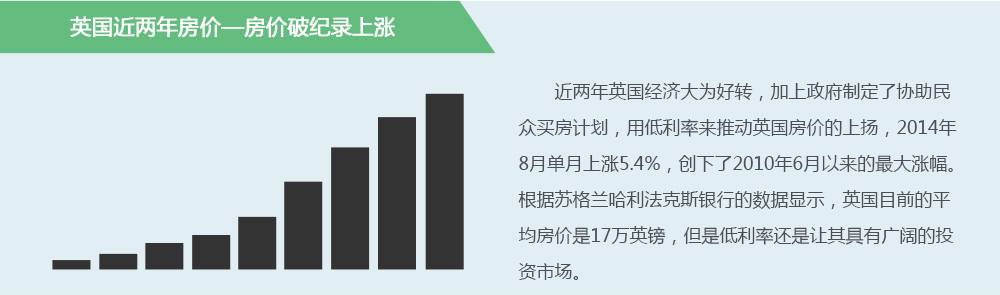 英国近两年房价—房价破纪录上涨
近两年英国经济大为好转，加上政府制定了协助民
众买房计划，用低利率来推动英国房价的上扬，2014年
8月单月上涨5.4%，创下了2010年6月以来的最大涨幅。
根据苏格兰哈利法克斯银行的数据显示，英国目前的平
均房价是17万英镑，但是低利率还是让其具有广阔的投
资市场。